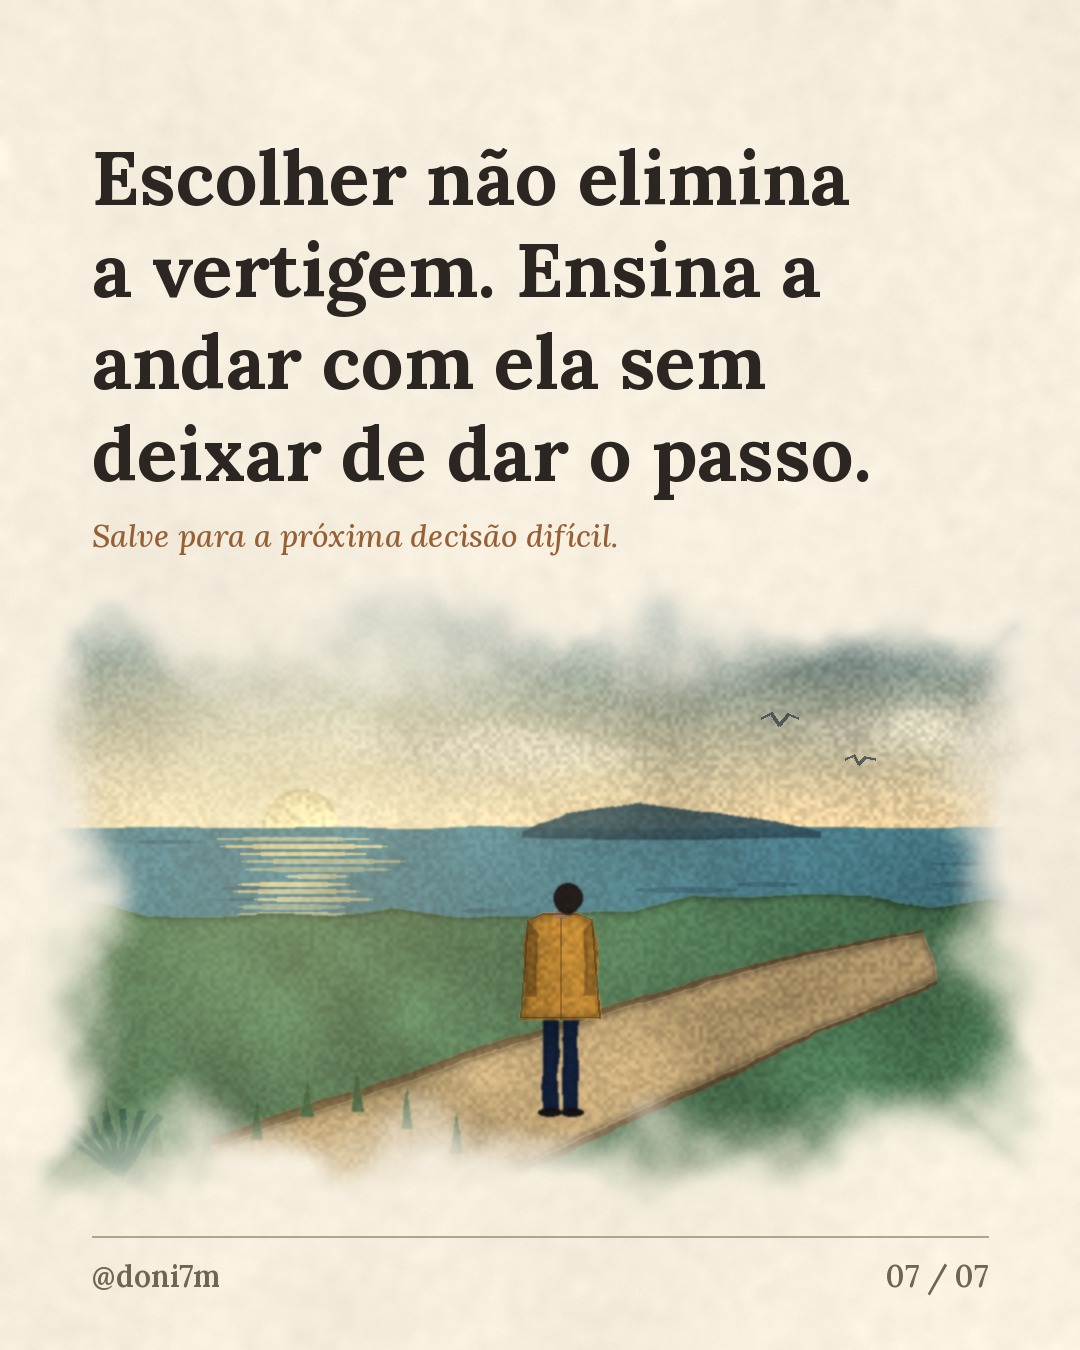 Escolher não elimina
a vertigem. Ensina a
andar com ela sem
deixar de dar o passo.
Salve para a próxima decisão difícil.
@doni7m
07 / 07